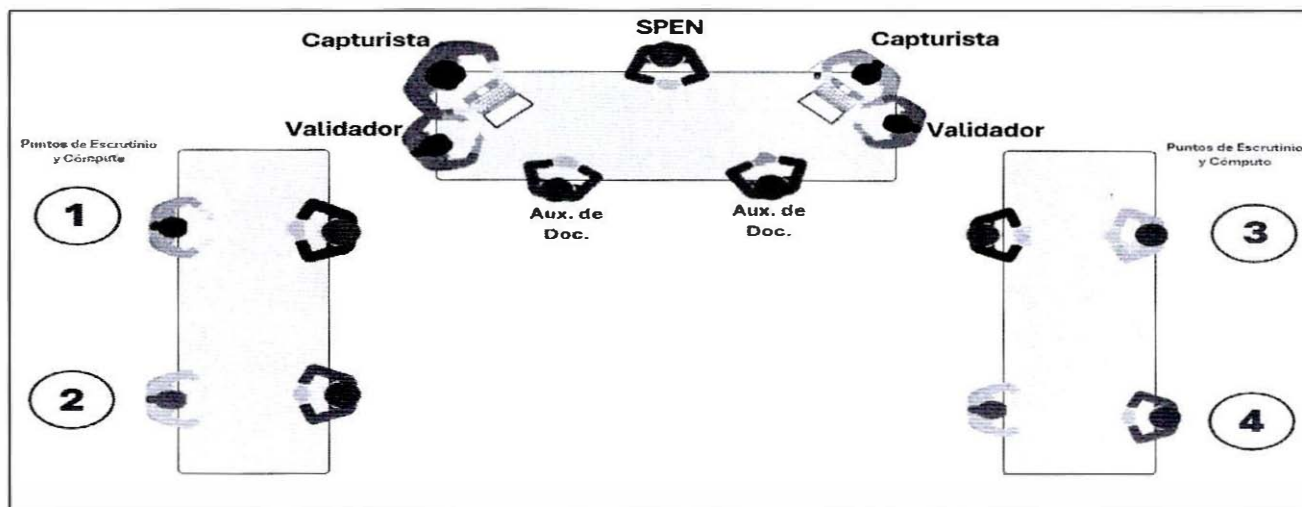 SPEN
Capturista
Capturista
Validador
Validador
Puntos de Escrutinio
y Cómputo
Puntos de Escrutinio
y Cómputo
1
3
Aux. de
Doc.
Aux. de
Doc.
2
4